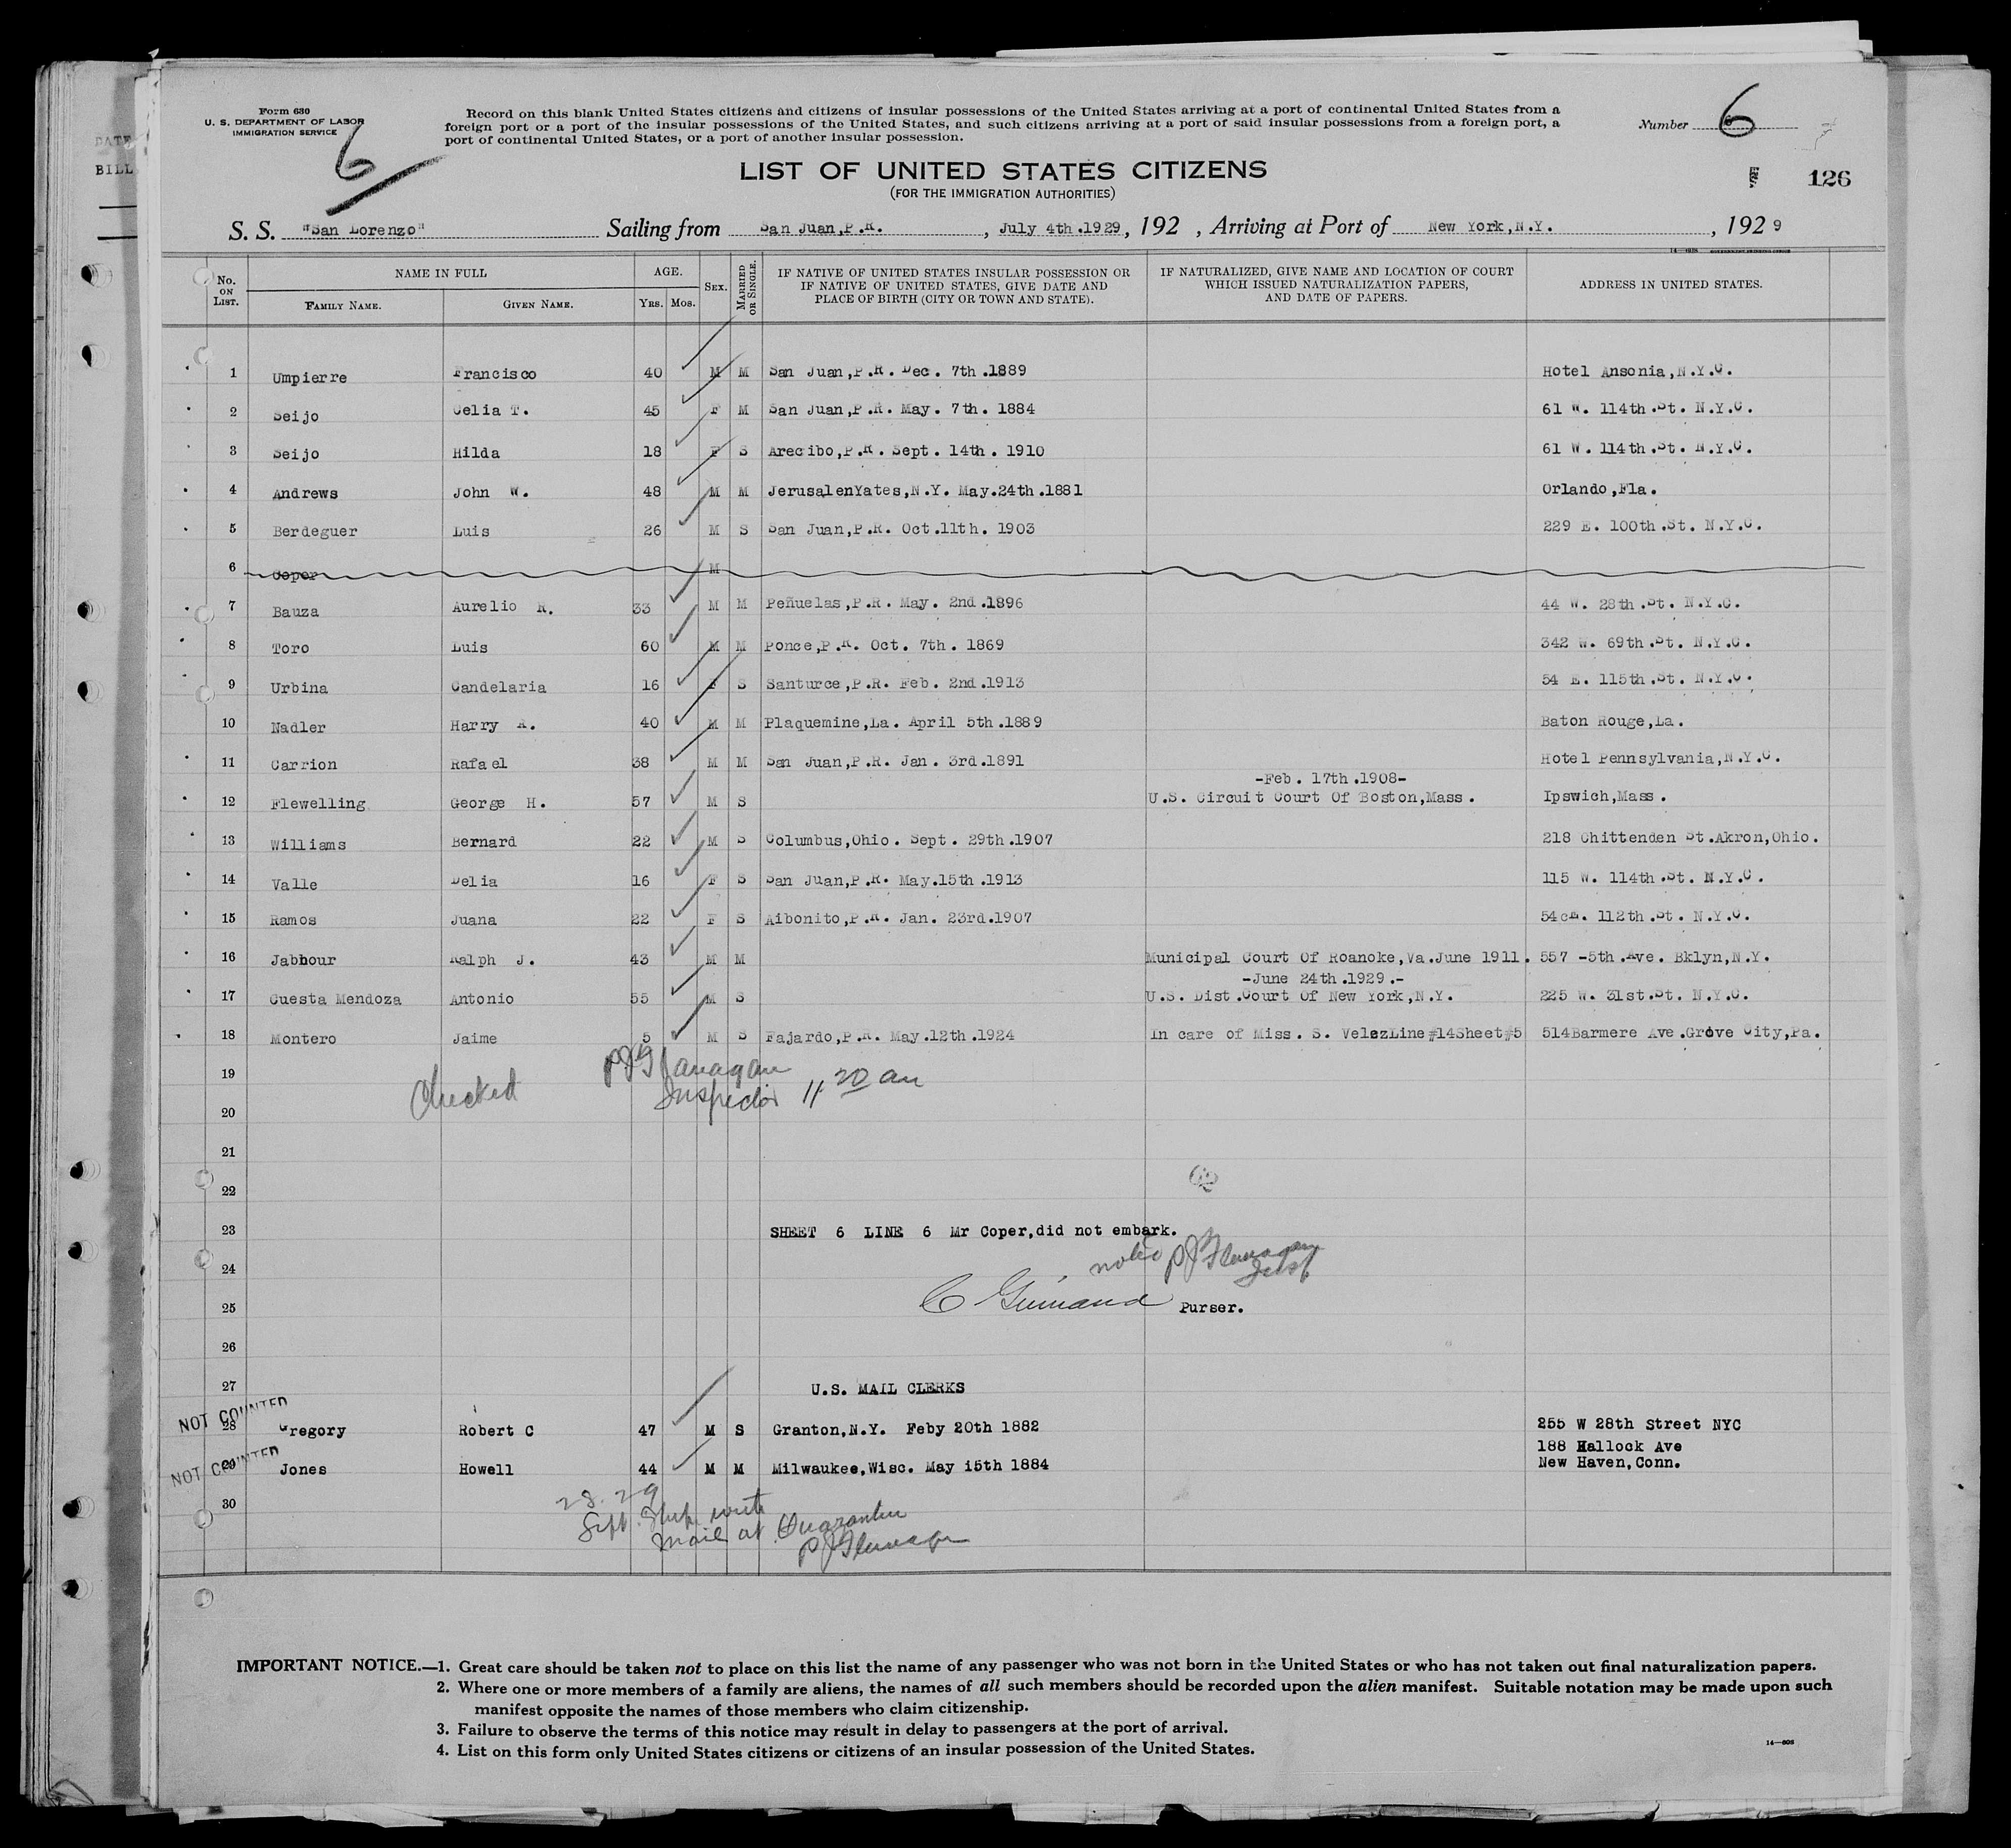 DATE
BILL
Form 630
U. S. DEPARTMENT OF LABOR
IMMIGRATION SERVICE
6
Record on this blank United States citizens and citizens of insular possessions of the United States arriving at a port of continental United States from a
foreign port or a port of the insular possessions of the United States, and such citizens arriving at a port of said insular possessions from a foreign port, a
port of continental United States, or a port of another insular possession.
Number 6
LIST OF UNITED STATES CITIZENS
(FOR THE IMMIGRATION AUTHORITIES)
126
S. S. "San Lorenzo" Sailing from San Juan,P.R. , July 4th.1929, 192 , Arriving at Port of New York,N.Y. , 1929
No. ON LIST. NAME IN FULL FAMILY NAME. GIVEN NAME. AGE. YRS. MOS. SEX. MARRIED OR SINGLE. IF NATIVE OF UNITED STATES INSULAR POSSESSION OR IF NATIVE OF UNITED STATES, GIVE DATE AND PLACE OF BIRTH (CITY OR TOWN AND STATE). IF NATURALIZED, GIVE NAME AND LOCATION OF COURT WHICH ISSUED NATURALIZATION PAPERS, AND DATE OF PAPERS. ADDRESS IN UNITED STATES.
1 Umpierre Francisco 40 M M San Juan,P.R. Dec. 7th.1889 Hotel Ansonia,N.Y.C.
2 Seijo Celia T. 45 F M San Juan,P.R. May. 7th. 1884 61 W. 114th.St. N.Y.C.
3 Seijo Hilda 18 F S Arecibo,P.R. Sept. 14th. 1910 61 W. 114th.St. N.Y.C.
4 Andrews John W. 48 M M JerusalenYates,N.Y. May.24th.1881 Orlando,Fla.
5 Berdeguer Luis 26 M S San Juan,P.R. Oct.11th. 1903 229 E. 100th.St. N.Y.C.
6 Coper M
7 Bauza Aurelio R. 33 M M Peñuelas,P.R. May. 2nd.1896 44 W. 28th.St. N.Y.C.
8 Toro Luis 60 M M Ponce,P.R. Oct. 7th. 1869 342 W. 69th.St. N.Y.C.
9 Urbina Candelaria 16 F S Santurce,P.R. Feb. 2nd.1913 54 E. 115th.St. N.Y.C.
10 Nadler Harry A. 40 M M Plaquemine,La. April 5th.1889 Baton Rouge,La.
11 Carrion Rafael 38 M M San Juan,P.R. Jan. 3rd.1891 Hotel Pennsylvania,N.Y.C.
-Feb. 17th.1908-
12 Flewelling George H. 57 M S U.S. Circuit Court Of Boston,Mass. Ipswich,Mass.
13 Williams Bernard 22 M S Columbus,Ohio. Sept. 29th.1907 218 Chittenden St.Akron,Ohio.
14 Valle Delia 16 F S San Juan,P.R. May.15th.1913 115 W. 114th.St. N.Y.C.
15 Ramos Juana 22 F S Aibonito,P.R. Jan. 23rd.1907 54cE. 112th.St. N.Y.C.
16 Jabhour Ralph J. 43 M M Municipal Court Of Roanoke,Va.June 1911. 557 -5th.Ave. Bklyn,N.Y.
-June 24th.1929.-
17 Cuesta Mendoza Antonio 55 M S U.S. Dist.Court Of New York,N.Y. 225 W. 31st.St. N.Y.C.
18 Montero Jaime 5 M S Fajardo,P.R. May.12th.1924 In care of Miss. S. VelezLine#14Sheet#5 514Barmere Ave.Grove City,Pa.
19 PJ Flanagan
Checked Inspector 11 20 am
20
21
22
23 SHEET 6 LINE 6 Mr Coper,did not embark.
24 noted PJ Flanagan Insp
25 Purser.
26
27 U.S. MAIL CLERKS
NOT COUNTED
28 Gregory Robert C 47 M S Granton,N.Y. Feby 20th 1882 255 W 28th Street NYC
188 Hallock Ave
NOT COUNTED
29 Jones Howell 44 M M Milwaukee,Wisc. May 15th 1884 New Haven,Conn.
28. 29
30 left Ship with
mail at Quarantine
PJ Flanagan
IMPORTANT NOTICE.—1. Great care should be taken not to place on this list the name of any passenger who was not born in the United States or who has not taken out final naturalization papers.
2. Where one or more members of a family are aliens, the names of all such members should be recorded upon the alien manifest. Suitable notation may be made upon such
manifest opposite the names of those members who claim citizenship.
3. Failure to observe the terms of this notice may result in delay to passengers at the port of arrival.
4. List on this form only United States citizens or citizens of an insular possession of the United States.